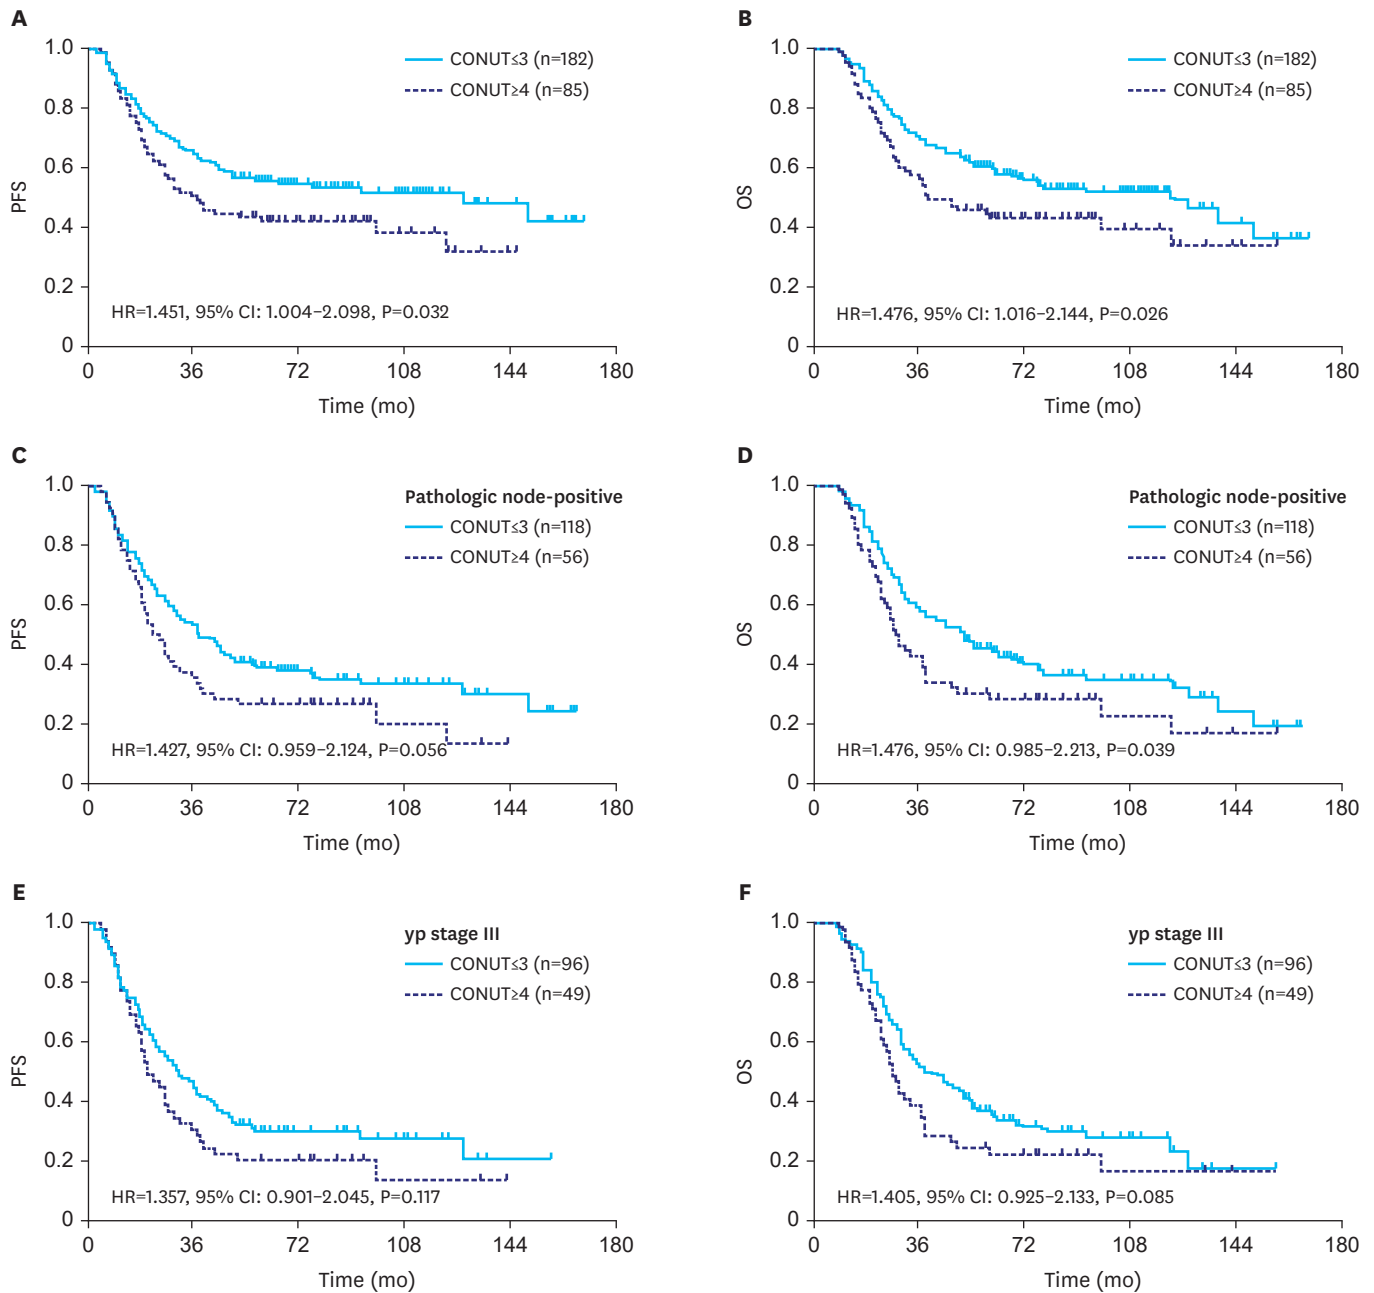 A
1.0
0.8
0.6
0.4
0.2
0
PFS
CONUT≤3 (n=182)
CONUT≥4 (n=85)
HR=1.451, 95% CI: 1.004–2.098, P=0.032
0 36 72 108 144 180
Time (mo)
B
1.0
0.8
0.6
0.4
0.2
0
OS
CONUT≤3 (n=182)
CONUT≥4 (n=85)
HR=1.476, 95% CI: 1.016–2.144, P=0.026
0 36 72 108 144 180
Time (mo)
C
1.0
0.8
0.6
0.4
0.2
0
PFS
Pathologic node-positive
CONUT≤3 (n=118)
CONUT≥4 (n=56)
HR=1.427, 95% CI: 0.959–2.124, P=0.056
0 36 72 108 144 180
Time (mo)
D
1.0
0.8
0.6
0.4
0.2
0
OS
Pathologic node-positive
CONUT≤3 (n=118)
CONUT≥4 (n=56)
HR=1.476, 95% CI: 0.985–2.213, P=0.039
0 36 72 108 144 180
Time (mo)
E
1.0
0.8
0.6
0.4
0.2
0
PFS
yp stage III
CONUT≤3 (n=96)
CONUT≥4 (n=49)
HR=1.357, 95% CI: 0.901–2.045, P=0.117
0 36 72 108 144 180
Time (mo)
F
1.0
0.8
0.6
0.4
0.2
0
OS
yp stage III
CONUT≤3 (n=96)
CONUT≥4 (n=49)
HR=1.405, 95% CI: 0.925–2.133, P=0.085
0 36 72 108 144 180
Time (mo)